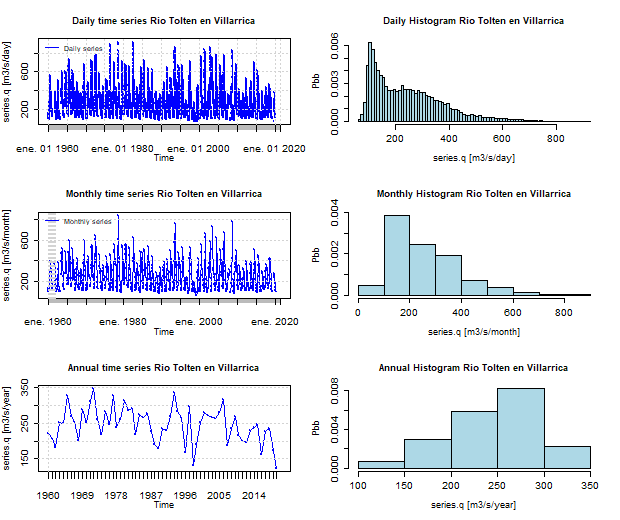 Daily time series Rio Tolten en Villarrica
series.q [m3/s/day]
200 600
Daily series
ene. 01 1960 ene. 01 1980 ene. 01 2000 ene. 01 2020
Time
Daily Histogram Rio Tolten en Villarrica
Pbb
0.000 0.003 0.006
200 400 600 800
series.q [m3/s/day]
Monthly time series Rio Tolten en Villarrica
series.q [m3/s/month]
200 600
Monthly series
ene. 1960 ene. 1980 ene. 2000 ene. 2020
Time
Monthly Histogram Rio Tolten en Villarrica
Pbb
0.000 0.002 0.004
0 200 400 600 800
series.q [m3/s/month]
Annual time series Rio Tolten en Villarrica
series.q [m3/s/year]
150 250 350
1960 1969 1978 1987 1996 2005 2014
Time
Annual Histogram Rio Tolten en Villarrica
Pbb
0.000 0.004 0.008
100 150 200 250 300 350
series.q [m3/s/year]